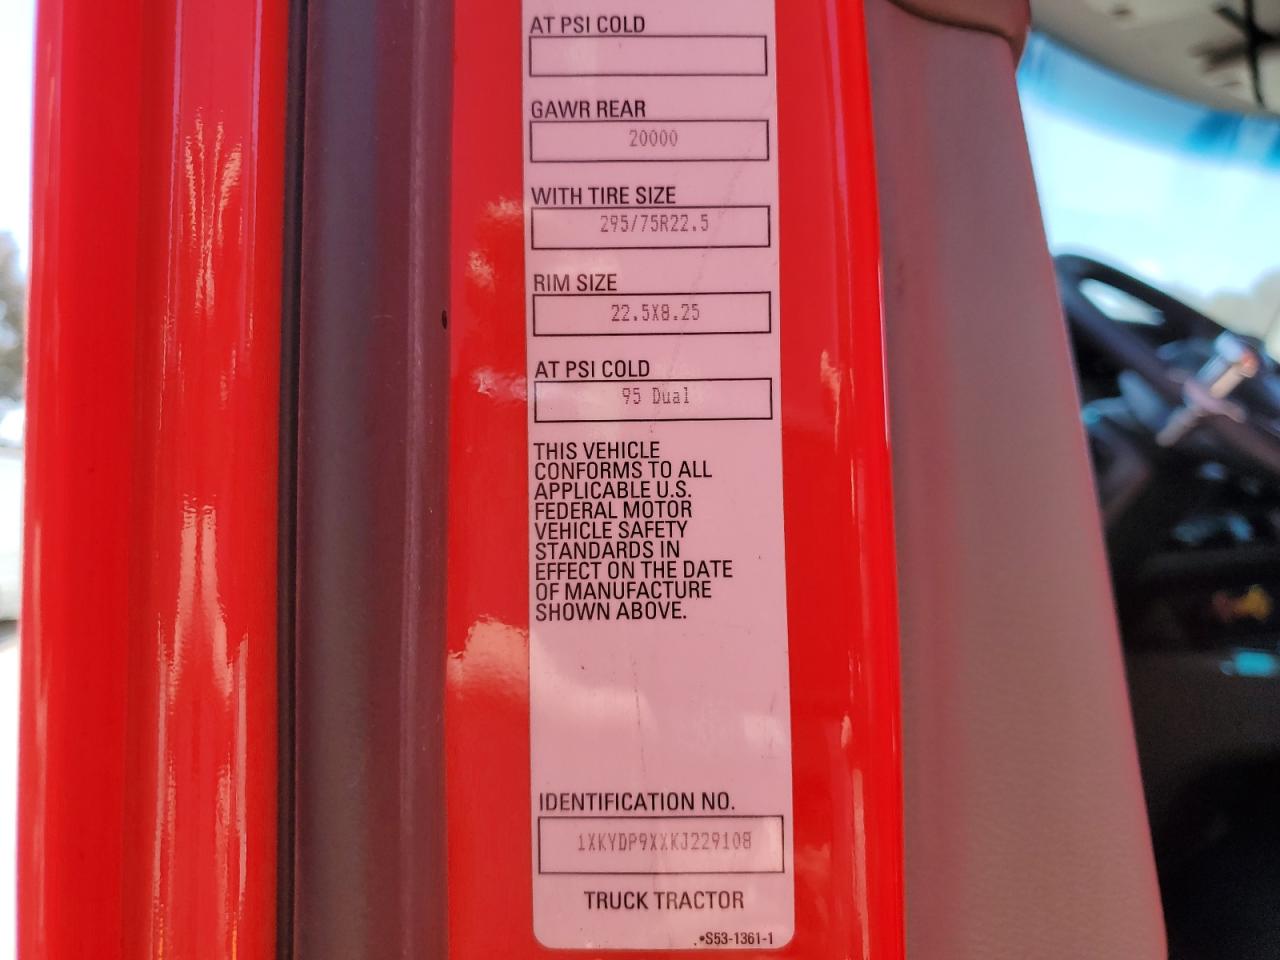 AT PSI COLD
GAWR REAR
20000
WITH TIRE SIZE
295/75R22.5
RIM SIZE
22.5X8.25
AT PSI COLD
95 Dual
THIS VEHICLE
CONFORMS TO ALL
APPLICABLE U.S.
FEDERAL MOTOR
VEHICLE SAFETY
STANDARDS IN
EFFECT ON THE DATE
OF MANUFACTURE
SHOWN ABOVE.
IDENTIFICATION NO.
1XKYDP9XXKJ229108
TRUCK TRACTOR
.*S53-1361-1